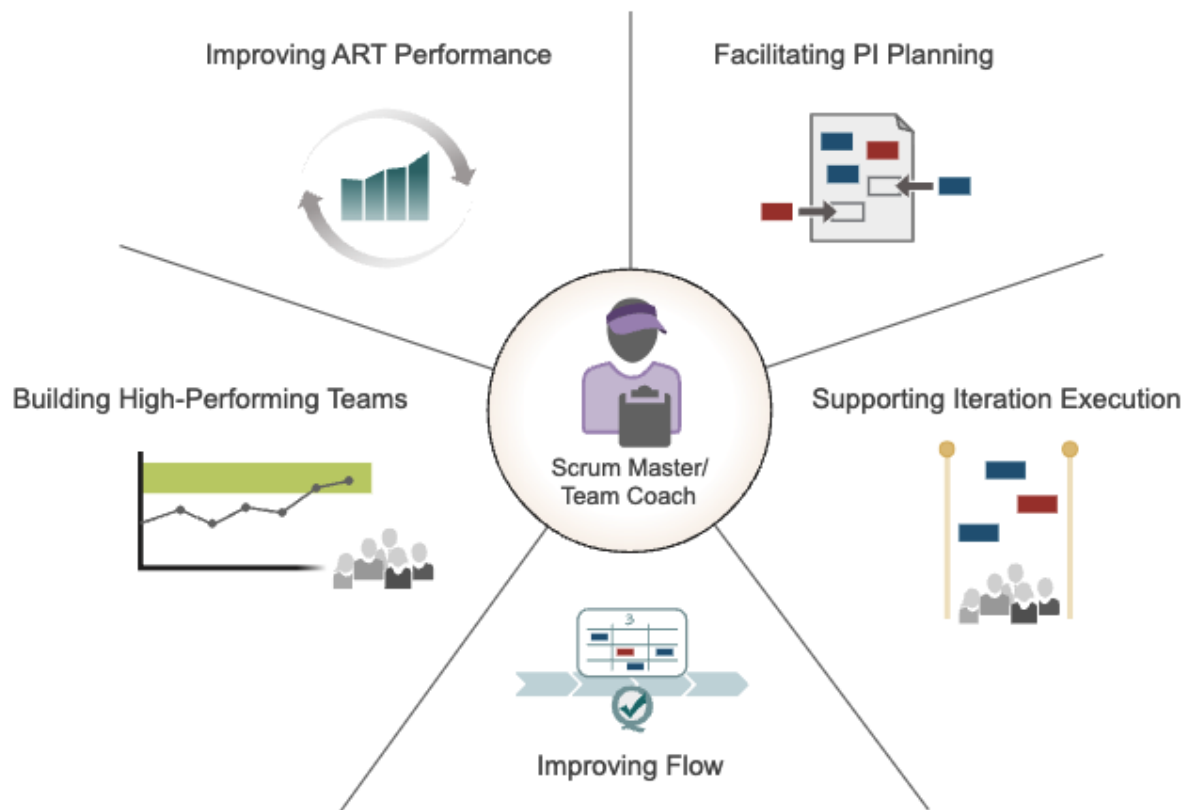 Improving ART Performance
Facilitating PI Planning
Building High-Performing Teams
Supporting Iteration Execution
Scrum Master/
Team Coach
3
Improving Flow